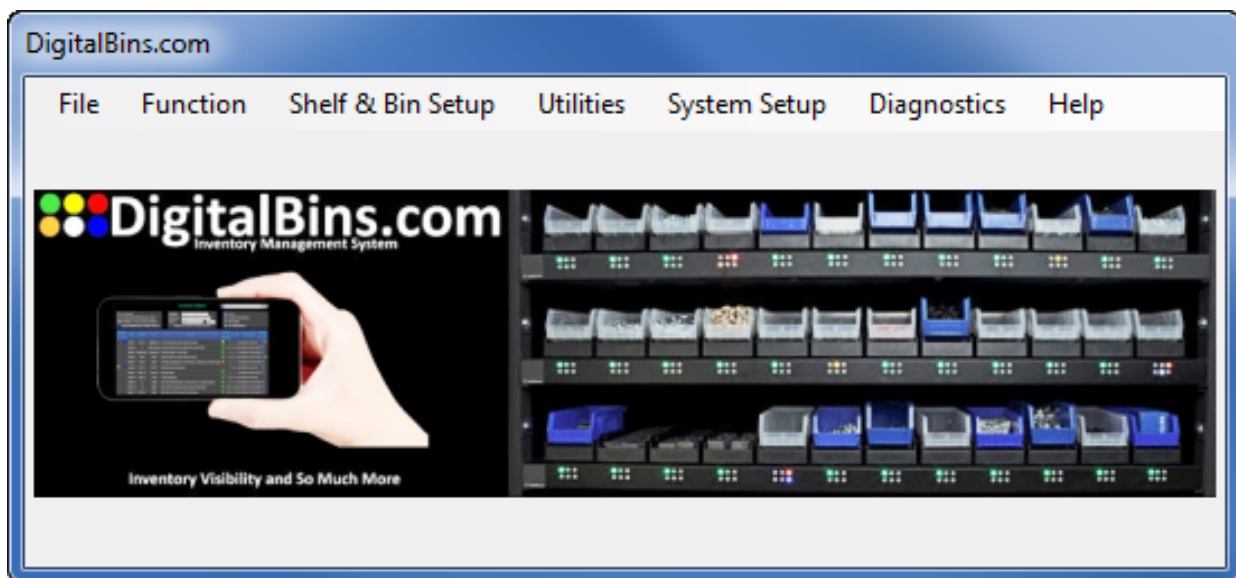 DigitalBins.com
File Function Shelf & Bin Setup Utilities System Setup Diagnostics Help
DigitalBins.com
Inventory Management System
Inventory Visibility and So Much More